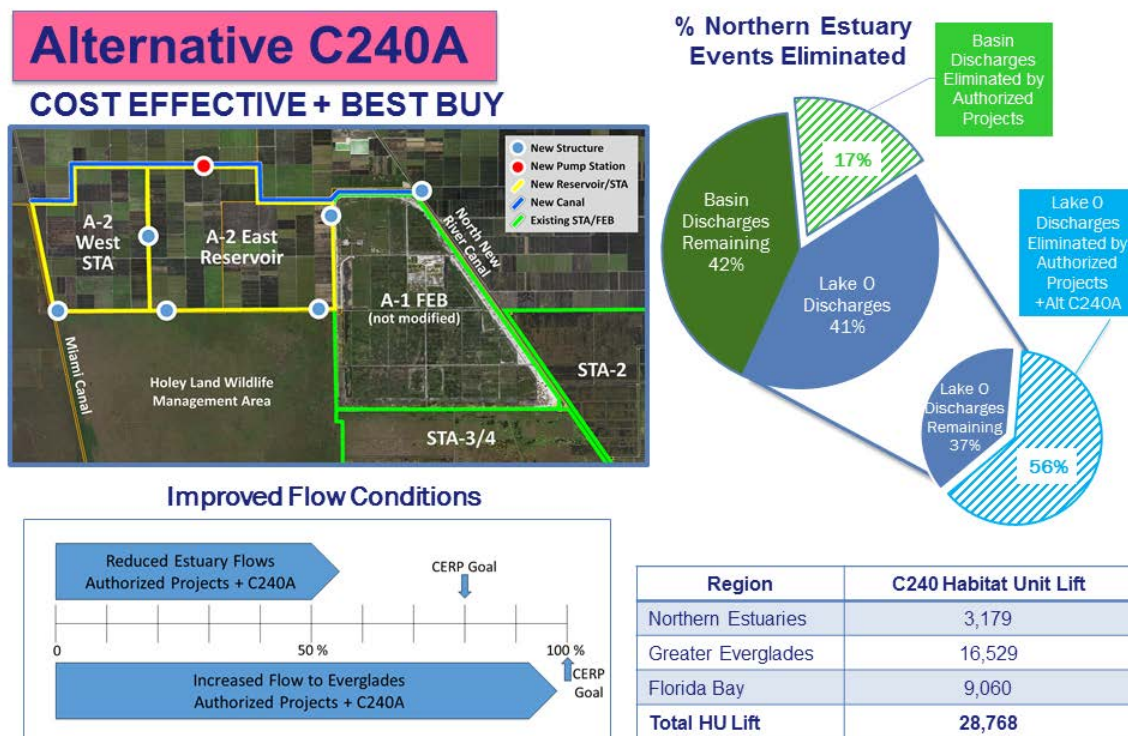 Alternative C240A
COST EFFECTIVE + BEST BUY
New Structure
New Pump Station
New Reservoir/STA
New Canal
Existing STA/FEB
A-2
West
STA
A-2 East
Reservoir
North New
River Canal
A-1 FEB
(not modified)
Miami Canal
Holey Land Wildlife
Management Area
STA-2
STA-3/4
% Northern Estuary
Events Eliminated
Basin
Discharges
Eliminated by
Authorized
Projects
17%
Basin
Discharges
Remaining
42%
Lake O
Discharges
41%
Lake O
Discharges
Eliminated by
Authorized
Projects
+Alt C240A
Lake O
Discharges
Remaining
37%
56%
Improved Flow Conditions
Reduced Estuary Flows
Authorized Projects + C240A
CERP Goal
0
50 %
100 %
Increased Flow to Everglades
Authorized Projects + C240A
CERP
Goal
Region C240 Habitat Unit Lift
Northern Estuaries 3,179
Greater Everglades 16,529
Florida Bay 9,060
Total HU Lift 28,768